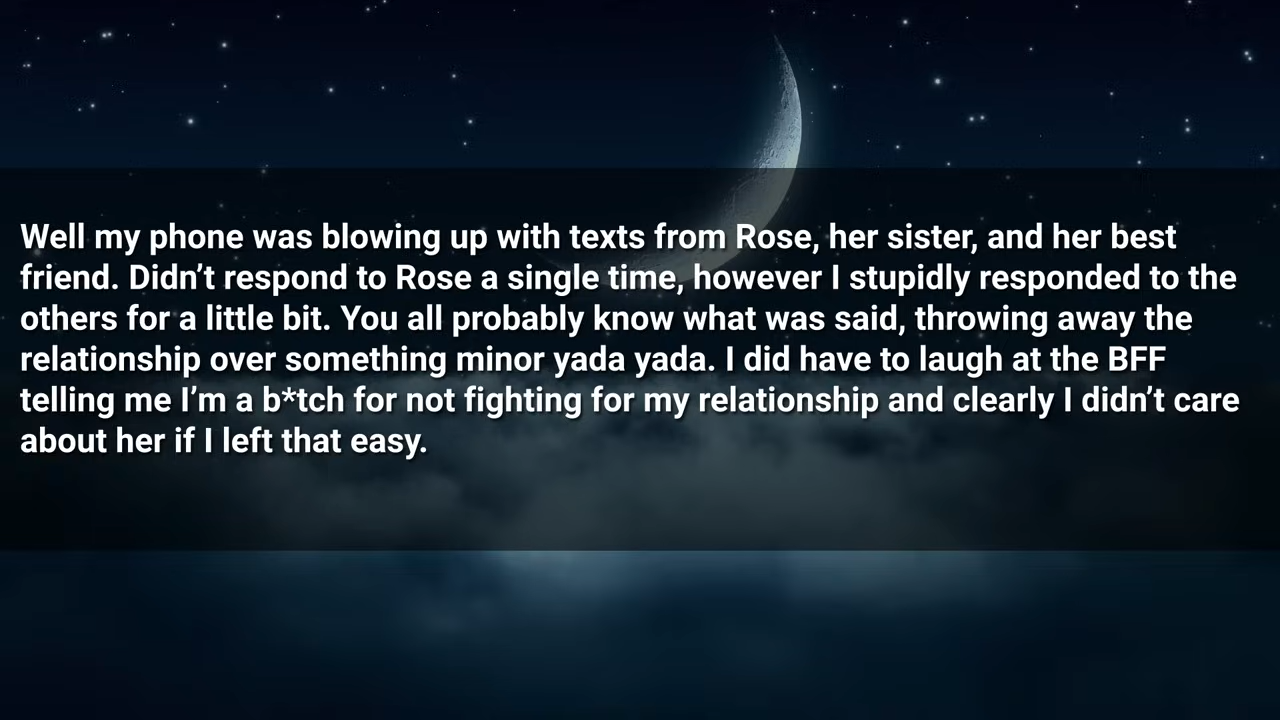 Well my phone was blowing up with texts from Rose, her sister, and her best
friend. Didn’t respond to Rose a single time, however I stupidly responded to the
others for a little bit. You all probably know what was said, throwing away the
relationship over something minor yada yada. I did have to laugh at the BFF
telling me I’m a b*tch for not fighting for my relationship and clearly I didn’t care
about her if I left that easy.